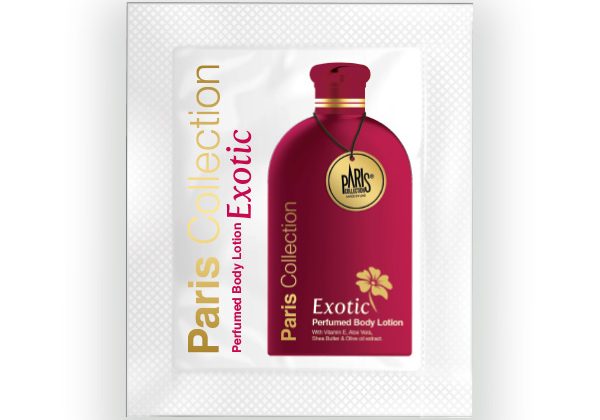 Paris Collection
Perfumed Body Lotion Exotic
PARIS®
COLLECTION
Paris Collection
Exotic
Perfumed Body Lotion
With Vitamin E, Aloe Vera,
Shea Butter & Olive oil extract